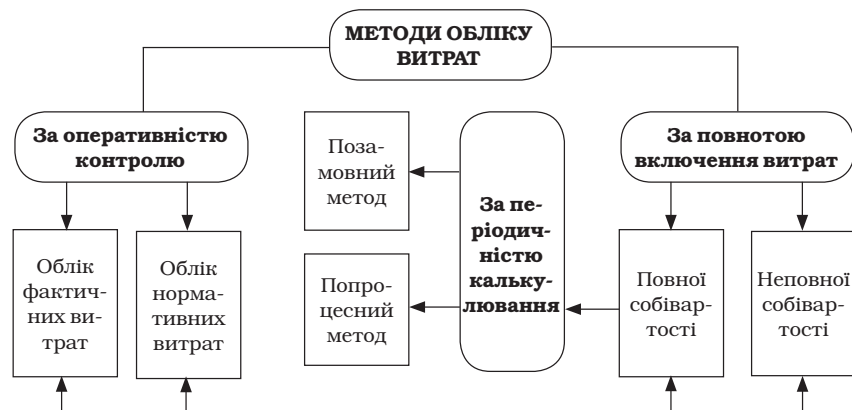 МЕТОДИ ОБЛІКУ
ВИТРАТ
За оперативністю
контролю
Поза-
мовний
метод
За пе-
ріодич-
ністю
кальку-
лювання
За повнотою
включення витрат
Облік
фактич-
них ви-
трат
Облік
норма-
тивних
витрат
Попро-
цесний
метод
Повної
собівар-
тості
Неповної
собівар-
тості